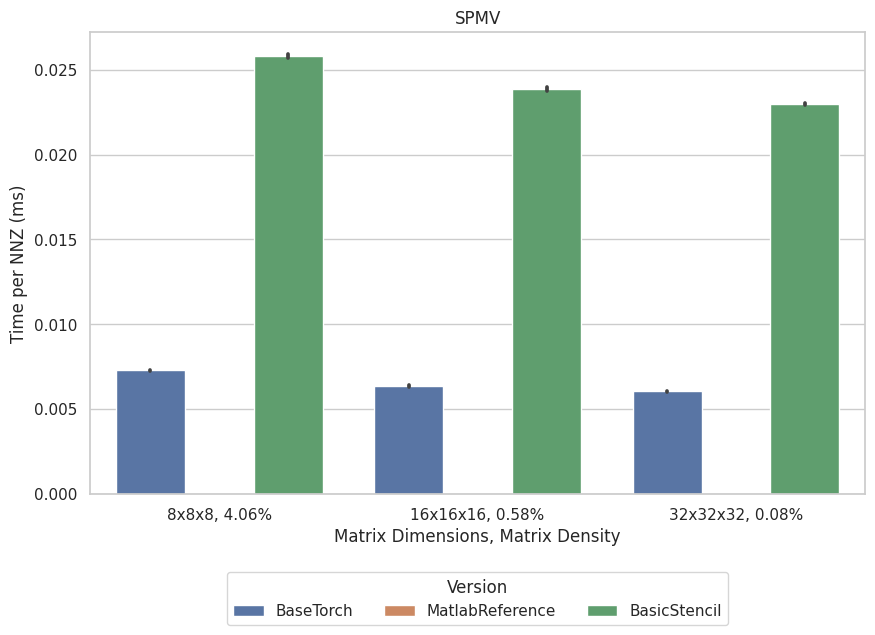 SPMV
Time per NNZ (ms)
0.025
0.020
0.015
0.010
0.005
0.000
8x8x8, 4.06%
16x16x16, 0.58%
32x32x32, 0.08%
Matrix Dimensions, Matrix Density
Version
BaseTorch
MatlabReference
BasicStencil